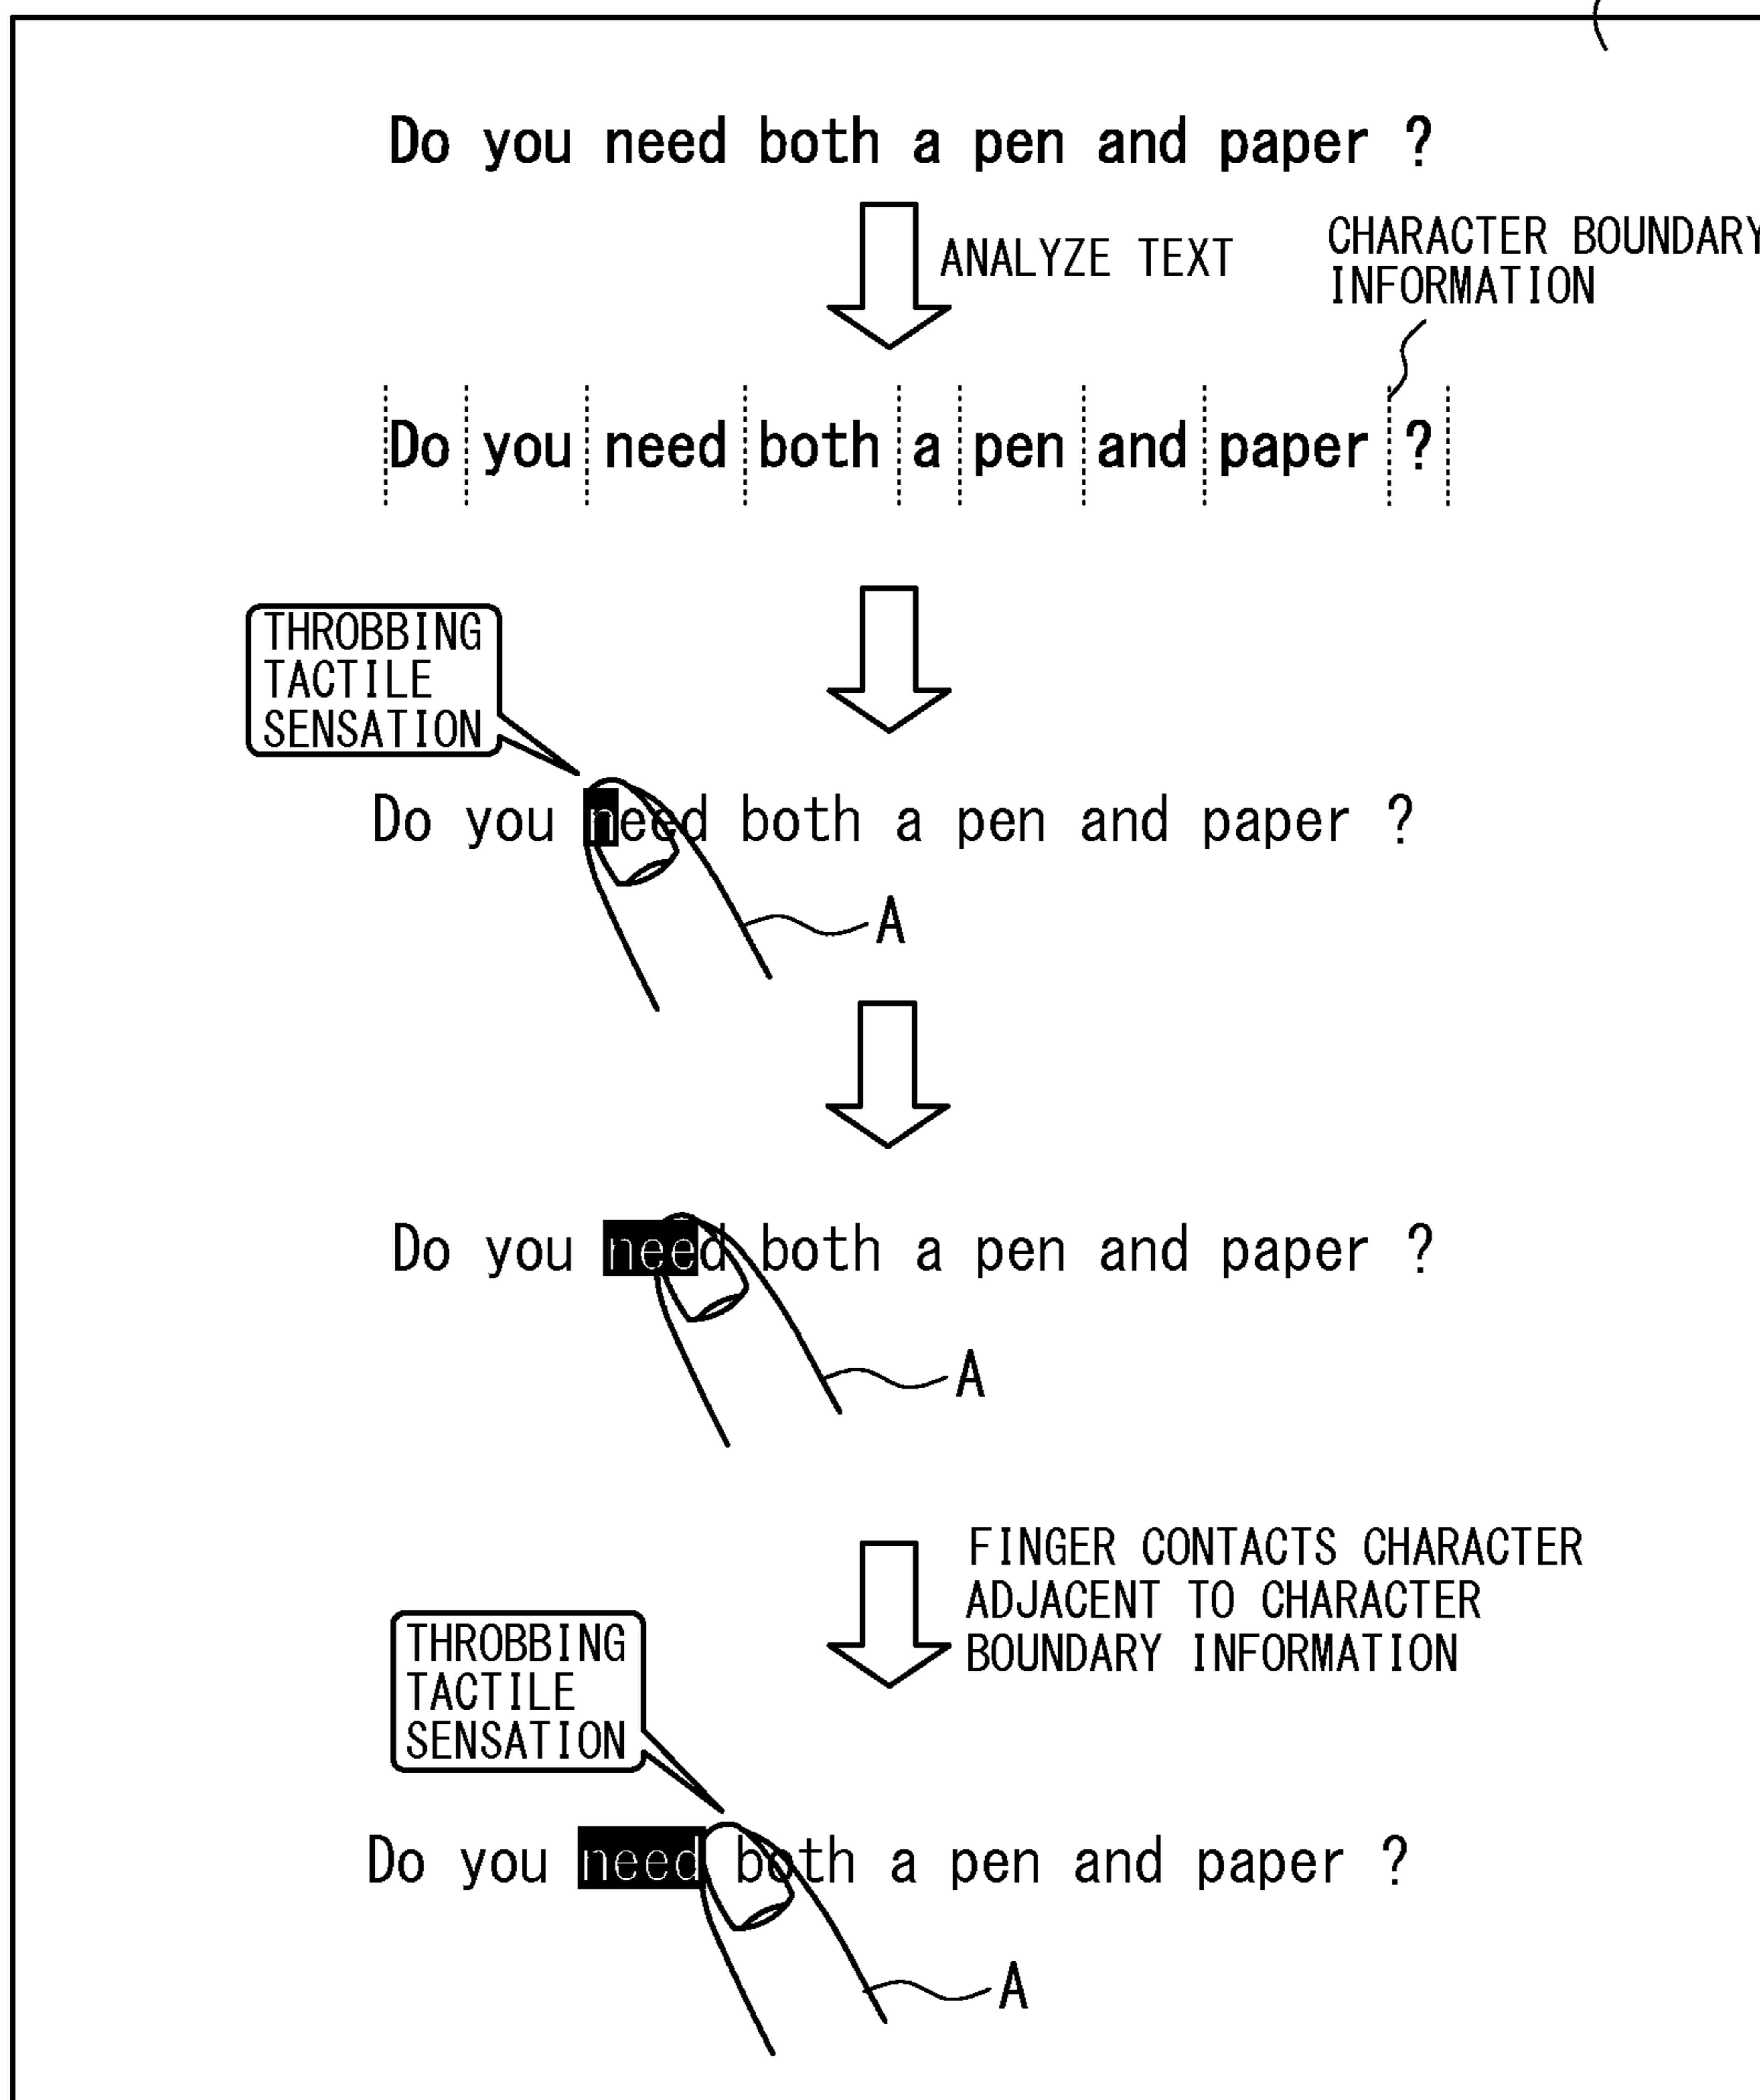 Do you need both a pen and paper ?
ANALYZE TEXT
CHARACTER BOUNDARY
INFORMATION
Do you need both a pen and paper ?
THROBBING
TACTILE
SENSATION
Do you need both a pen and paper ?
A
Do you need both a pen and paper ?
A
FINGER CONTACTS CHARACTER
ADJACENT TO CHARACTER
BOUNDARY INFORMATION
THROBBING
TACTILE
SENSATION
Do you need both a pen and paper ?
A